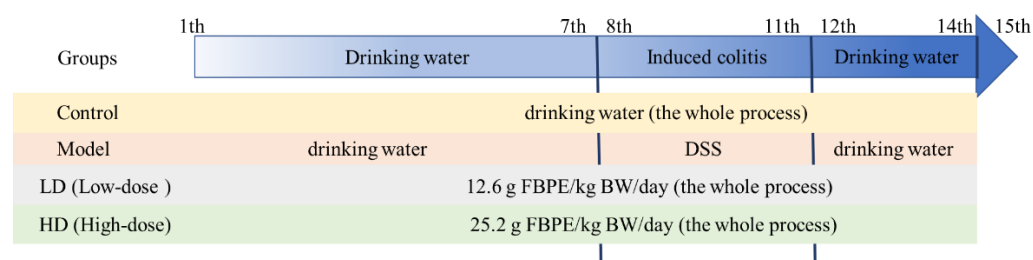 1th 7th 8th 11th 12th 14th 15th
Groups Drinking water Induced colitis Drinking water
Control drinking water (the whole process)
Model drinking water DSS drinking water
LD (Low-dose ) 12.6 g FBPE/kg BW/day (the whole process)
HD (High-dose) 25.2 g FBPE/kg BW/day (the whole process)